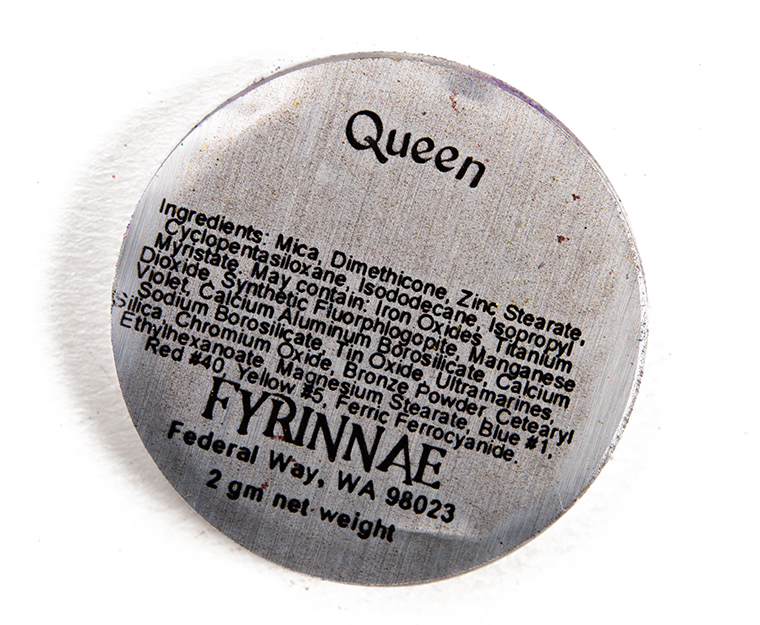 Queen
Ingredients: Mica, Dimethicone, Zinc Stearate,
Cyclopentasiloxane, Isododecane, Isopropyl
Myristate. May contain: Iron Oxides, Titanium
Dioxide, Synthetic Fluorphlogopite, Manganese
Violet, Calcium Aluminum Borosilicate, Calcium
Sodium Borosilicate, Tin Oxide, Ultramarines,
Silica, Chromium Oxide, Bronze Powder, Cetearyl
Ethylhexanoate, Magnesium Stearate, Blue #1,
Red #40, Yellow #5, Ferric Ferrocyanide.
FYRINNAE
Federal Way, WA 98023
2 gm net weight